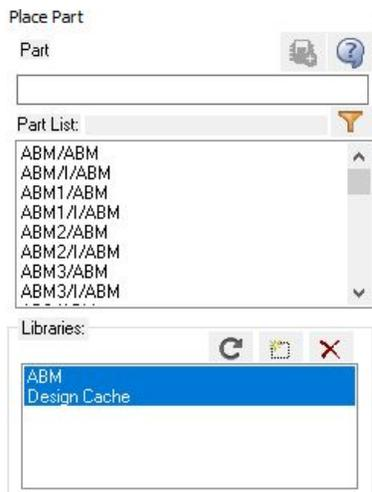 Place Part
Part
Part List:
ABM/ABM
ABM/I/ABM
ABM1/ABM
ABM1/I/ABM
ABM2/ABM
ABM2/I/ABM
ABM3/ABM
ABM3/I/ABM
Libraries:
ABM
Design Cache